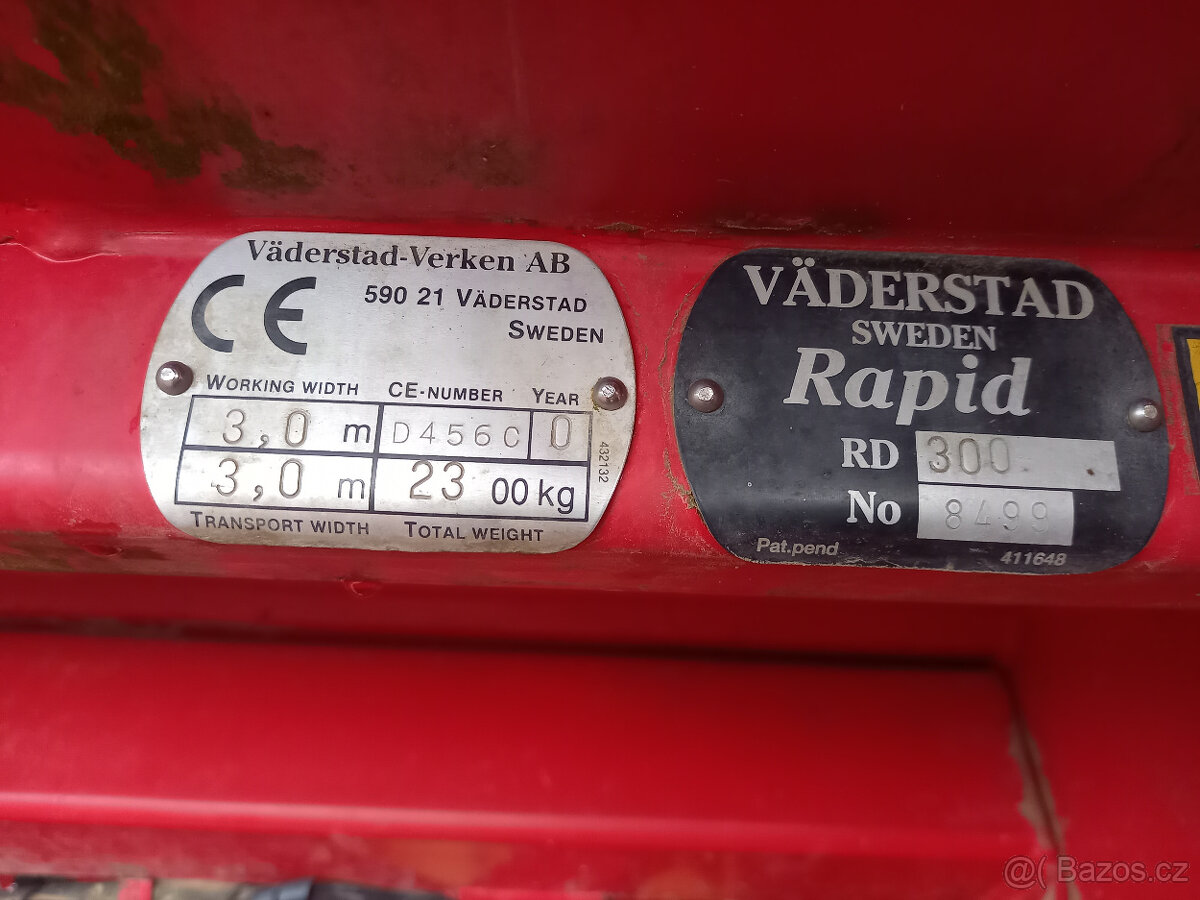 Väderstad-Verken AB
CE
590 21 VÄDERSTAD
SWEDEN
WORKING WIDTH CE-NUMBER YEAR
3,0 m D456C 0
3,0 m 23 00 kg
TRANSPORT WIDTH TOTAL WEIGHT
432132
VÄDERSTAD
SWEDEN
Rapid
RD 300
No 8499
Pat.pend 411648
@(Bazos.cz